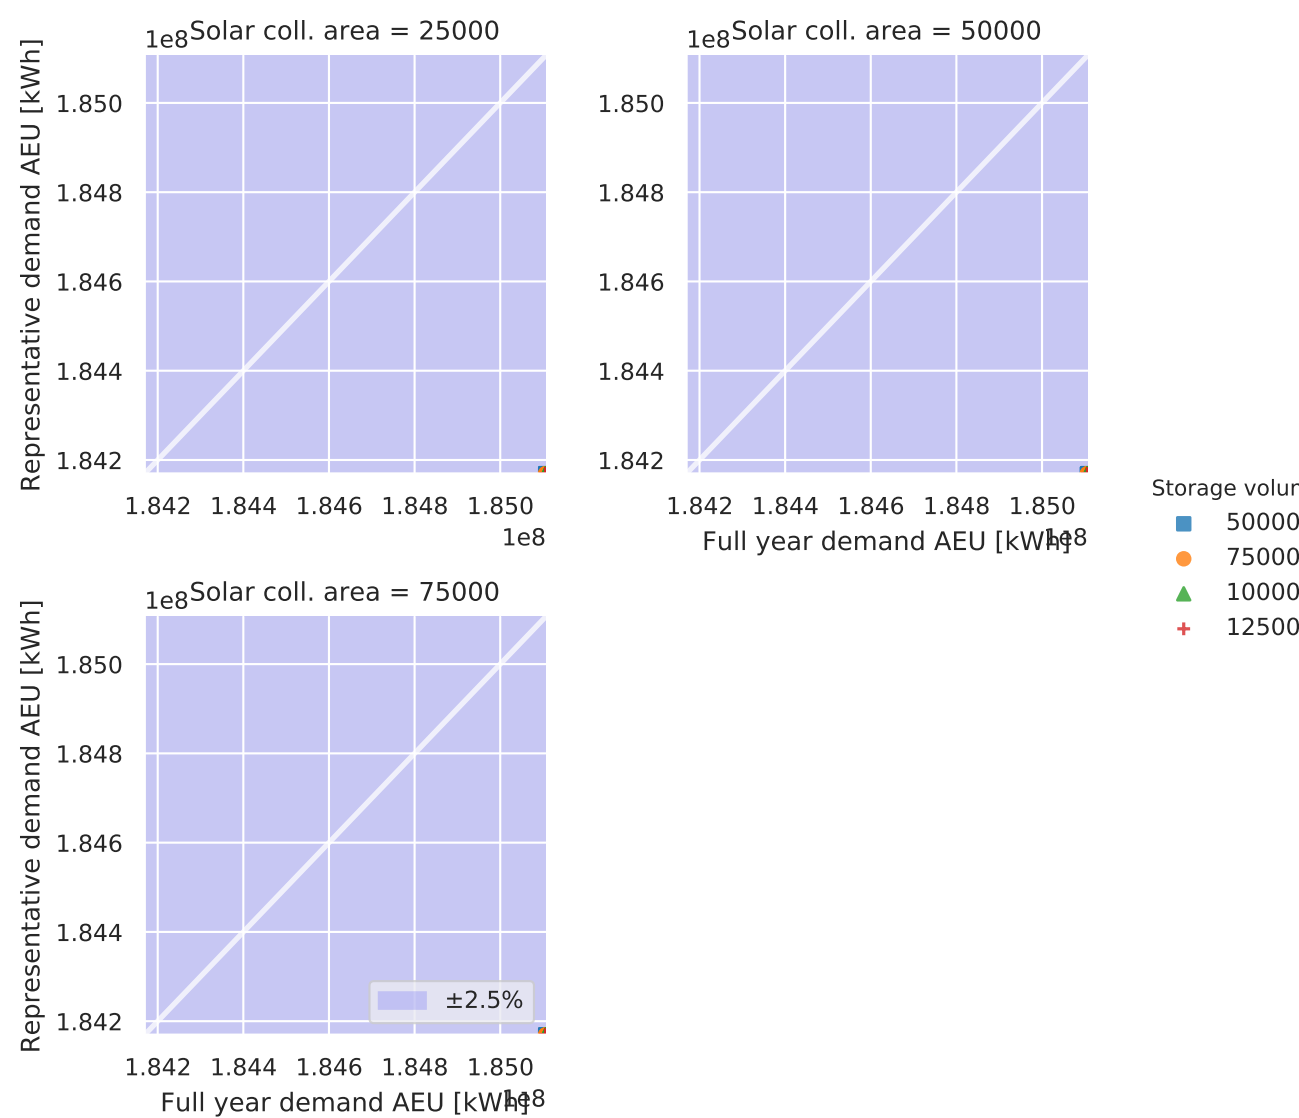 1e8 Solar coll. area = 25000
Representative demand AEU [kWh]
1.850
1.848
1.846
1.844
1.842
1.842 1.844 1.846 1.848 1.850
1e8
1e8 Solar coll. area = 50000
1.850
1.848
1.846
1.844
1.842
1.842 1.844 1.846 1.848 1.850
1e8
Full year demand AEU [kWh]
Storage volur
50000
75000
10000
12500
1e8 Solar coll. area = 75000
Representative demand AEU [kWh]
1.850
1.848
1.846
1.844
1.842
±2.5%
1.842 1.844 1.846 1.848 1.850
1e8
Full year demand AEU [kWh]